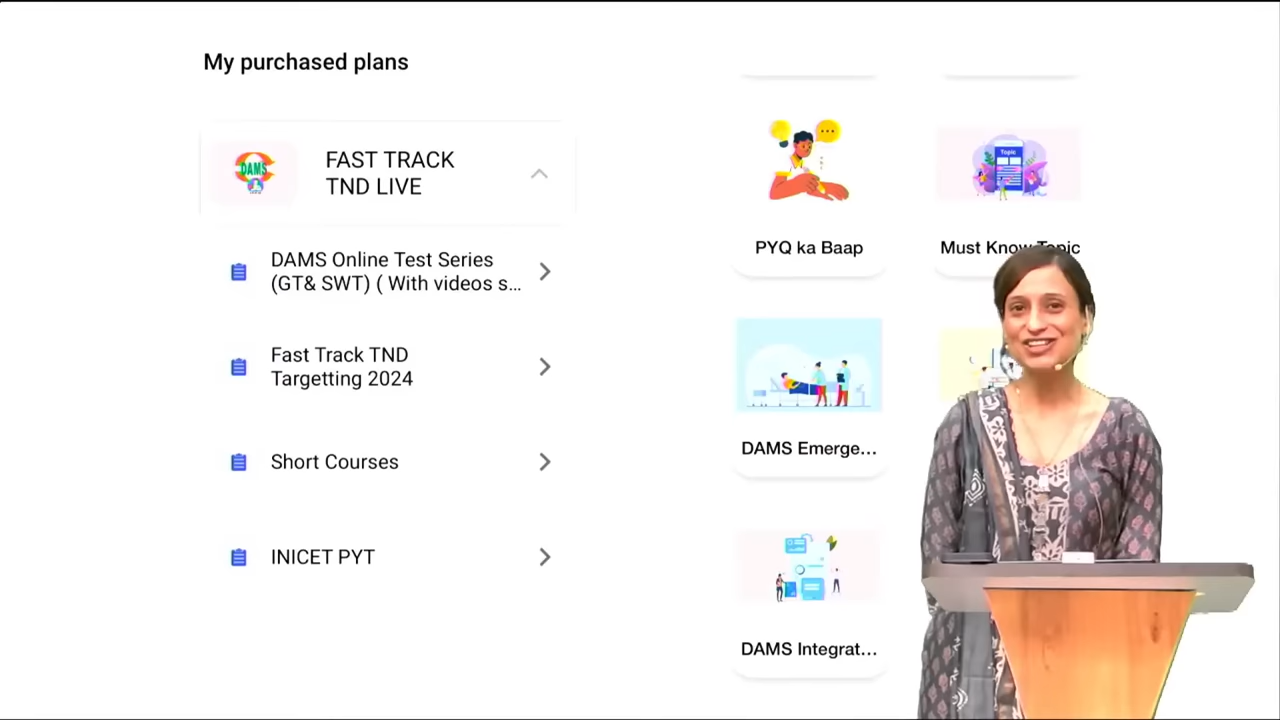 My purchased plans
DAMS
FAST TRACK
TND LIVE
DAMS Online Test Series
(GT& SWT) ( With videos s...
Fast Track TND
Targetting 2024
Short Courses
INICET PYT
Topic
PYQ ka Baap
Must Know Topic
DAMS Emerge...
DAMS Integrat...